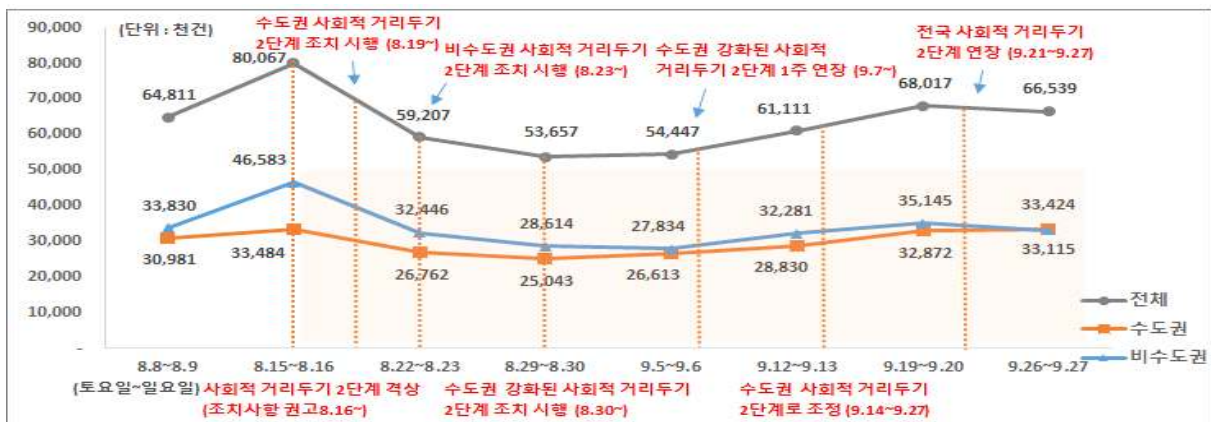 90,000
80,000
70,000
60,000
50,000
40,000
30,000
20,000
10,000
-
(단위 : 천건)
수도권 사회적 거리두기
2단계 조치 시행 (8.19~)
비수도권 사회적 거리두기
2단계 조치 시행 (8.23~)
수도권 강화된 사회적
거리두기 2단계 1주 연장 (9.7~)
전국 사회적 거리두기
2단계 연장 (9.21~9.27)
64,811
80,067
59,207
53,657
54,447
61,111
68,017
66,539
33,830
46,583
32,446
28,614
27,834
32,281
35,145
33,424
30,981
33,484
26,762
25,043
26,613
28,830
32,872
33,115
전체
수도권
비수도권
8.8~8.9
8.15~8.16
8.22~8.23
8.29~8.30
9.5~9.6
9.12~9.13
9.19~9.20
9.26~9.27
(토요일~일요일)
사회적 거리두기 2단계 격상
(조치사항 권고8.16~)
수도권 강화된 사회적 거리두기
2단계 조치 시행 (8.30~)
수도권 사회적 거리두기
2단계로 조정 (9.14~9.27)